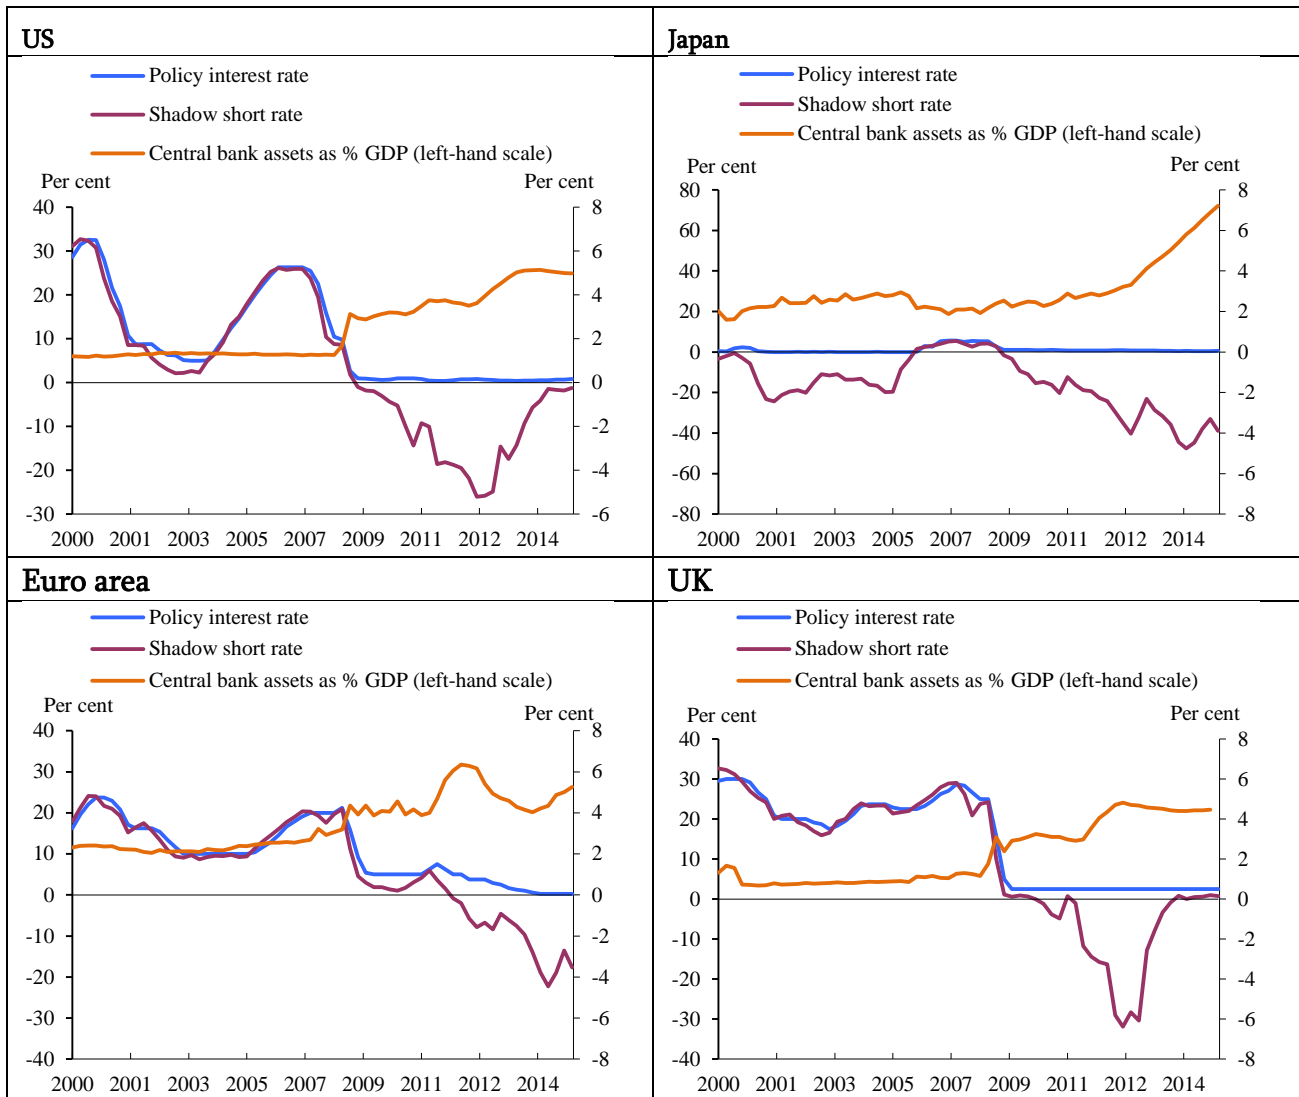 US
Policy interest rate
Shadow short rate
Central bank assets as % GDP (left-hand scale)
Per cent
Per cent
40
30
20
10
0
-10
-20
-30
8
6
4
2
0
-2
-4
-6
2000 2001 2003 2005 2007 2009 2011 2012 2014
Japan
Policy interest rate
Shadow short rate
Central bank assets as % GDP (left-hand scale)
Per cent
Per cent
80
60
40
20
0
-20
-40
-60
-80
8
6
4
2
0
-2
-4
-6
-8
2000 2001 2003 2005 2007 2009 2011 2012 2014
Euro area
Policy interest rate
Shadow short rate
Central bank assets as % GDP (left-hand scale)
Per cent
Per cent
40
30
20
10
0
-10
-20
-30
-40
8
6
4
2
0
-2
-4
-6
-8
2000 2001 2003 2005 2007 2009 2011 2012 2014
UK
Policy interest rate
Shadow short rate
Central bank assets as % GDP (left-hand scale)
Per cent
Per cent
40
30
20
10
0
-10
-20
-30
-40
8
6
4
2
0
-2
-4
-6
-8
2000 2001 2003 2005 2007 2009 2011 2012 2014